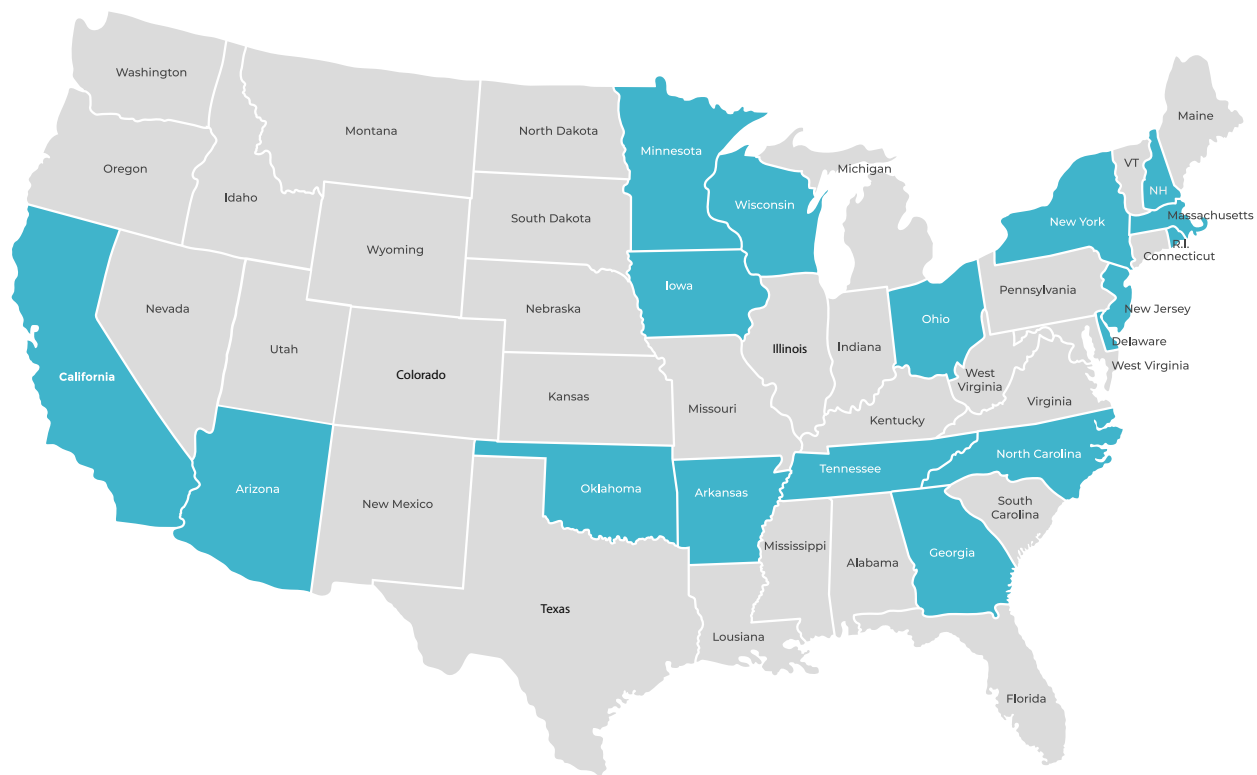 Washington
Maine
North Dakota
Montana
Minnesota
VT
Michigan
Oregon
NH
Idaho
Wisconsin
Massachusetts
South Dakota
New York
R.I.
Wyoming
Connecticut
Iowa
Pennsylvania
Nebraska
Nevada
New Jersey
Ohio
Delaware
Utah
Illinois
Indiana
West Virginia
California
Colorado
West
Virginia
Kansas
Virginia
Missouri
Kentucky
North Carolina
Tennessee
Arizona
Oklahoma
Arkansas
New Mexico
South
Carolina
Mississippi
Georgia
Alabama
Texas
Lousiana
Florida